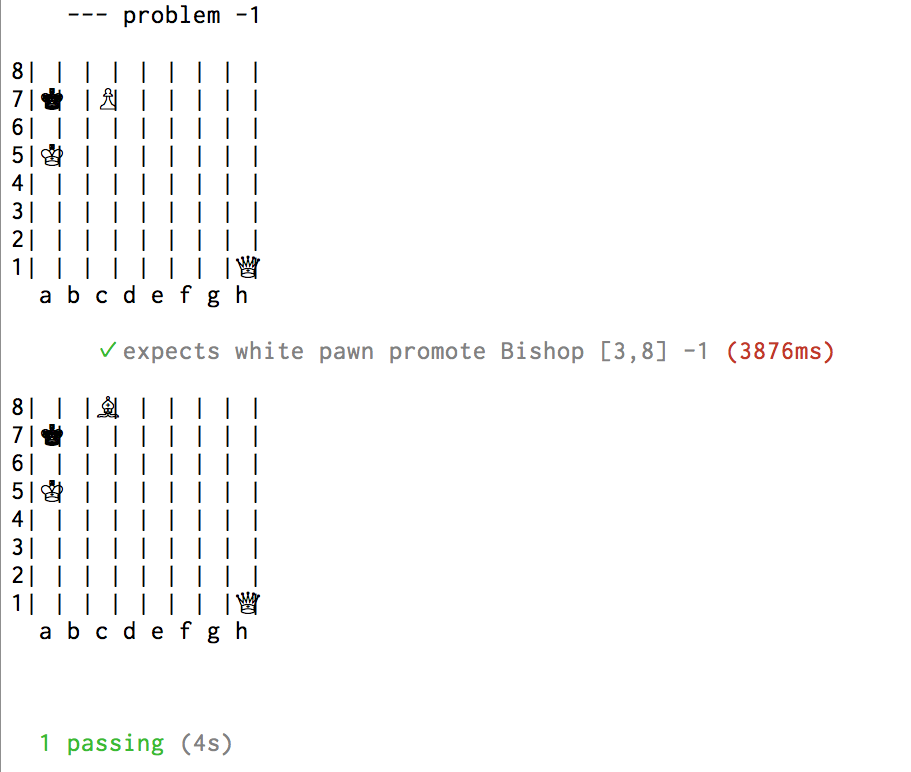 --- problem -1
8| | | | | | | | |
7|♚| |♙| | | | | |
6| | | | | | | | |
5|♔| | | | | | | |
4| | | | | | | | |
3| | | | | | | | |
2| | | | | | | | |
1| | | | | | | |♕|
a b c d e f g h
✓ expects white pawn promote Bishop [3,8] -1 (3876ms)
8| | |♗| | | | | |
7|♚| | | | | | | |
6| | | | | | | | |
5|♔| | | | | | | |
4| | | | | | | | |
3| | | | | | | | |
2| | | | | | | | |
1| | | | | | | |♕|
a b c d e f g h
1 passing (4s)